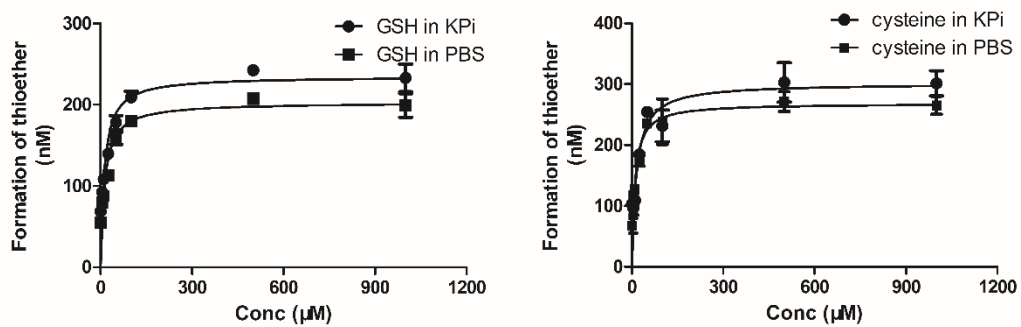 Formation of thioether
(nM)
300
200
100
0
0
300
600
900
1200
Conc (µM)
GSH in KPi
GSH in PBS
Formation of thioether
(nM)
400
300
200
100
0
0
300
600
900
1200
Conc (µM)
cysteine in KPi
cysteine in PBS